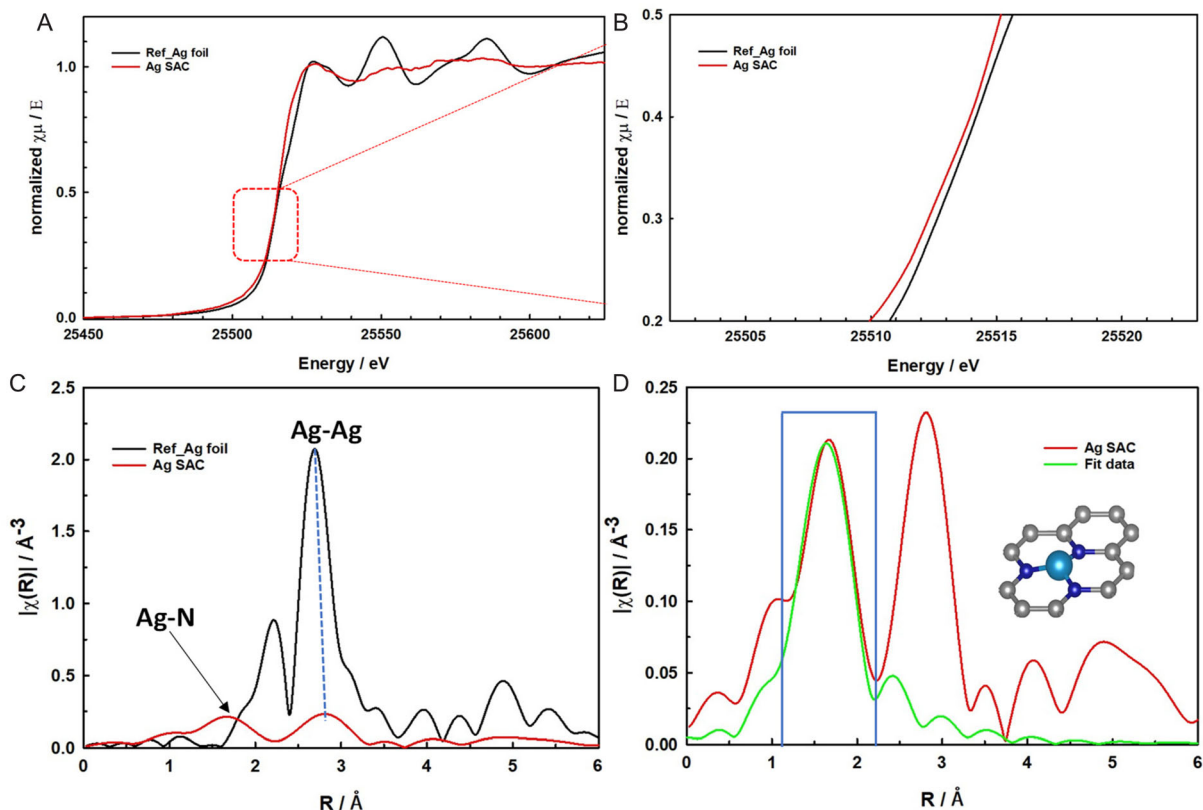 A
Ref_Ag foil
Ag SAC
normalized χμ / E
1.0
0.5
0.0
25450 25500 25550 25600
Energy / eV
B
Ref_Ag foil
Ag SAC
normalized χμ / E
0.5
0.4
0.3
0.2
25505 25510 25515 25520
Energy / eV
C
Ref_Ag foil
Ag SAC
Ag-Ag
Ag-N
|χ(R)| / Å⁻³
2.5
2.0
1.5
1.0
0.5
0.0
0 1 2 3 4 5 6
R / Å
D
Ag SAC
Fit data
|χ(R)| / Å⁻³
0.25
0.20
0.15
0.10
0.05
0.00
0 1 2 3 4 5 6
R / Å